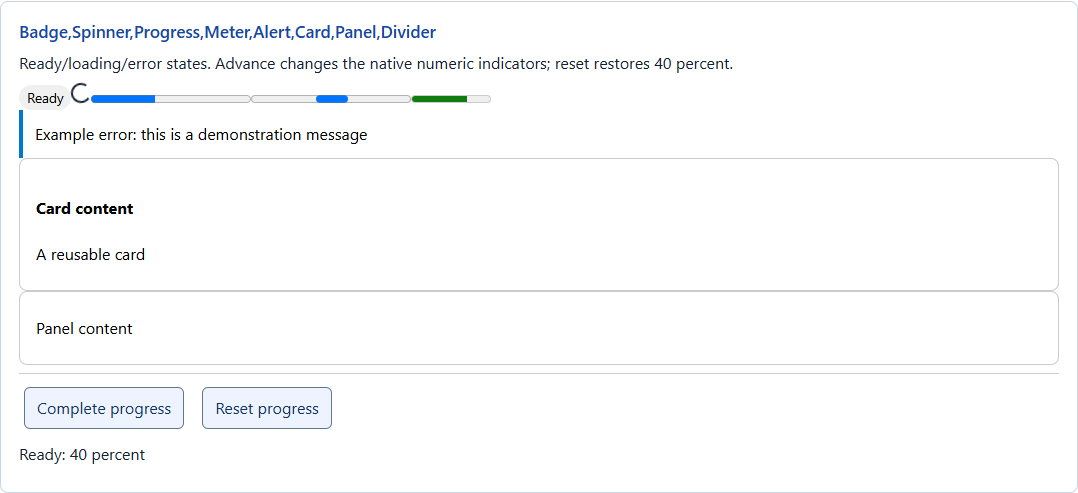 Badge,Spinner,Progress,Meter,Alert,Card,Panel,Divider
Ready/loading/error states. Advance changes the native numeric indicators; reset restores 40 percent.
Ready
Example error: this is a demonstration message
Card content
A reusable card
Panel content
Complete progress Reset progress
Ready: 40 percent